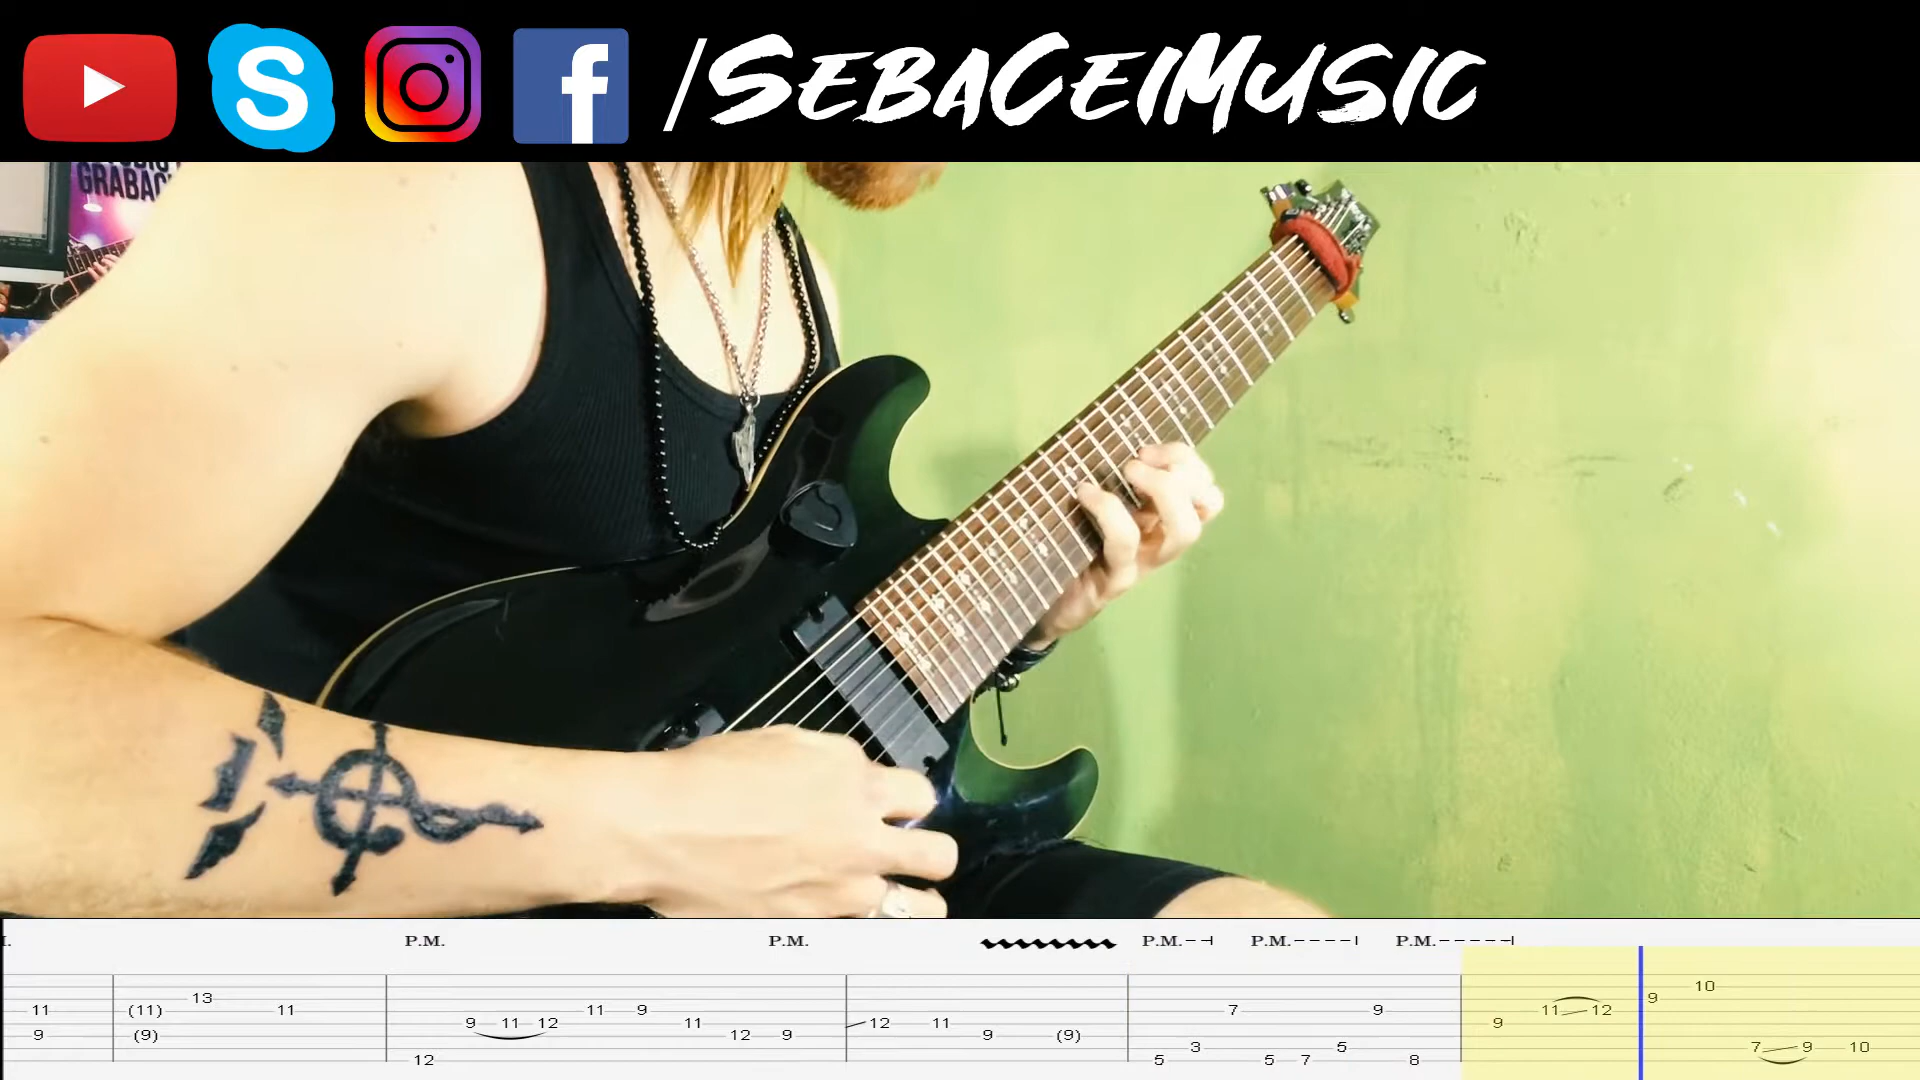 /SEBACEIMUSIC
GRABAC
P.M. P.M. P.M. P.M. P.M.
10
13 9
11 (11) 11 11 9 7 9 11 12
9 11 12 11 12 11 9
9 (9) 12 9 9 (9)
3 5 7 9 10
12 5 5 7 8